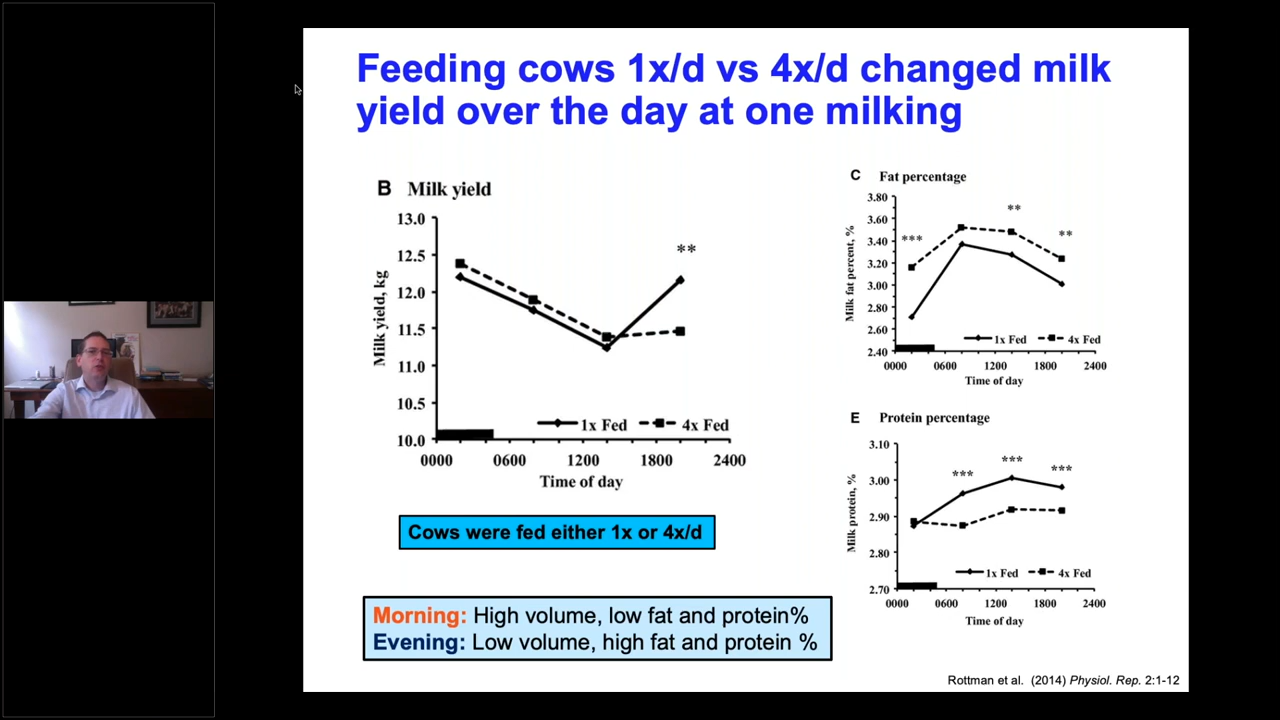 Feeding cows 1x/d vs 4x/d changed milk
yield over the day at one milking
B Milk yield
13.0
12.5
12.0
11.5
11.0
10.5
10.0
Milk yield, kg
**
1x Fed 4x Fed
0000 0600 1200 1800 2400
Time of day
C Fat percentage
3.80
3.60
3.40
3.20
3.00
2.80
2.60
2.40
Milk fat percent, %
*** ** **
1x Fed 4x Fed
0000 0600 1200 1800 2400
Time of day
E Protein percentage
3.10
3.00
2.90
2.80
2.70
Milk protein, %
*** *** ***
1x Fed 4x Fed
0000 0600 1200 1800 2400
Time of day
Cows were fed either 1x or 4x/d
Morning: High volume, low fat and protein%
Evening: Low volume, high fat and protein %
Rottman et al. (2014) Physiol. Rep. 2:1-12